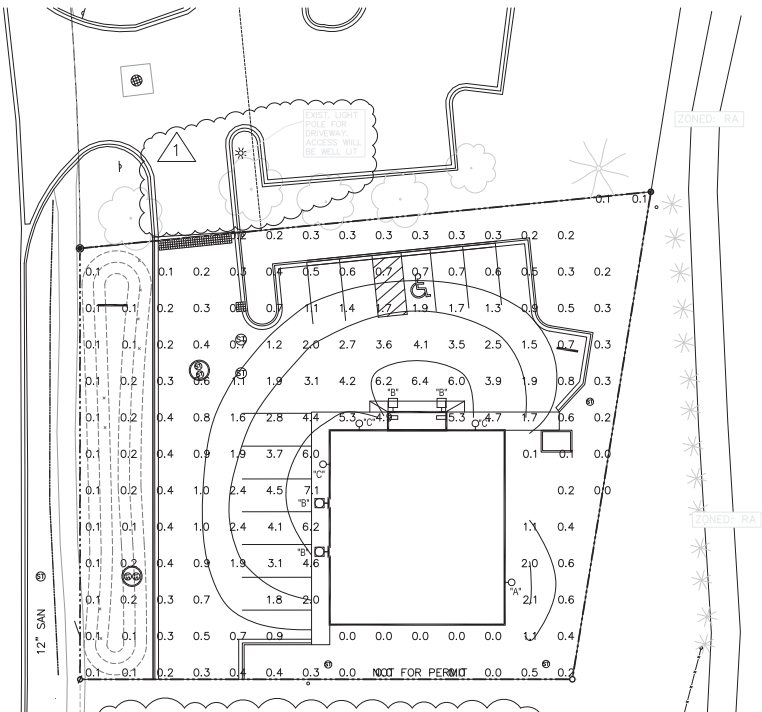 EXIST. LIGHT
POLE FOR
DRIVEWAY.
ACCESS WIILL
BE WELL LIT
1
ZONED: RA
0.1 0.1
0.2 0.2 0.3 0.3 0.3 0.3 0.3 0.3 0.2 0.2
0.1 0.1 0.2 0.3 0.4 0.5 0.6 0.7 0.7 0.7 0.6 0.5 0.3 0.2
0.1 0.1 0.2 0.3 0.7 1.1 1.4 1.7 1.9 1.7 1.3 0.9 0.5 0.3
0.1 0.1 0.2 0.4 0.7 1.2 2.0 2.7 3.6 4.1 3.5 2.5 1.5 0.7 0.3
ST
ST
0.1 0.2 0.3 0.6 1.1 1.9 3.1 4.2 6.2 6.4 6.0 3.9 1.9 0.8 0.3
"B" "B"
ST
0.1 0.2 0.4 0.8 1.6 2.8 4.4 5.3 4.9 5.3 4.7 1.7 0.6 0.2
"C" "C"
0.1 0.2 0.4 0.9 1.9 3.7 6.0 0.1 0.1 0.0
"C"
0.1 0.2 0.4 1.0 2.4 4.5 7.1 0.2 0.0
"B"
ZONED: RA
0.1 0.1 0.4 1.0 2.4 4.1 6.2 1.1 0.4
"B"
0.1 0.2 0.4 0.9 1.9 3.1 4.6 2.0 0.6
ST
"A"
0.1 0.2 0.3 0.7 1.8 2.0 2.1 0.6
12" SAN
0.1 0.1 0.3 0.5 0.7 0.9 0.0 0.0 0.0 0.0 0.0 1.1 0.4
ST ST
0.1 0.1 0.2 0.3 0.4 0.4 0.3 0.0 0.0 0.0 0.0 0.0 0.5 0.2
NOT FOR PERMIT